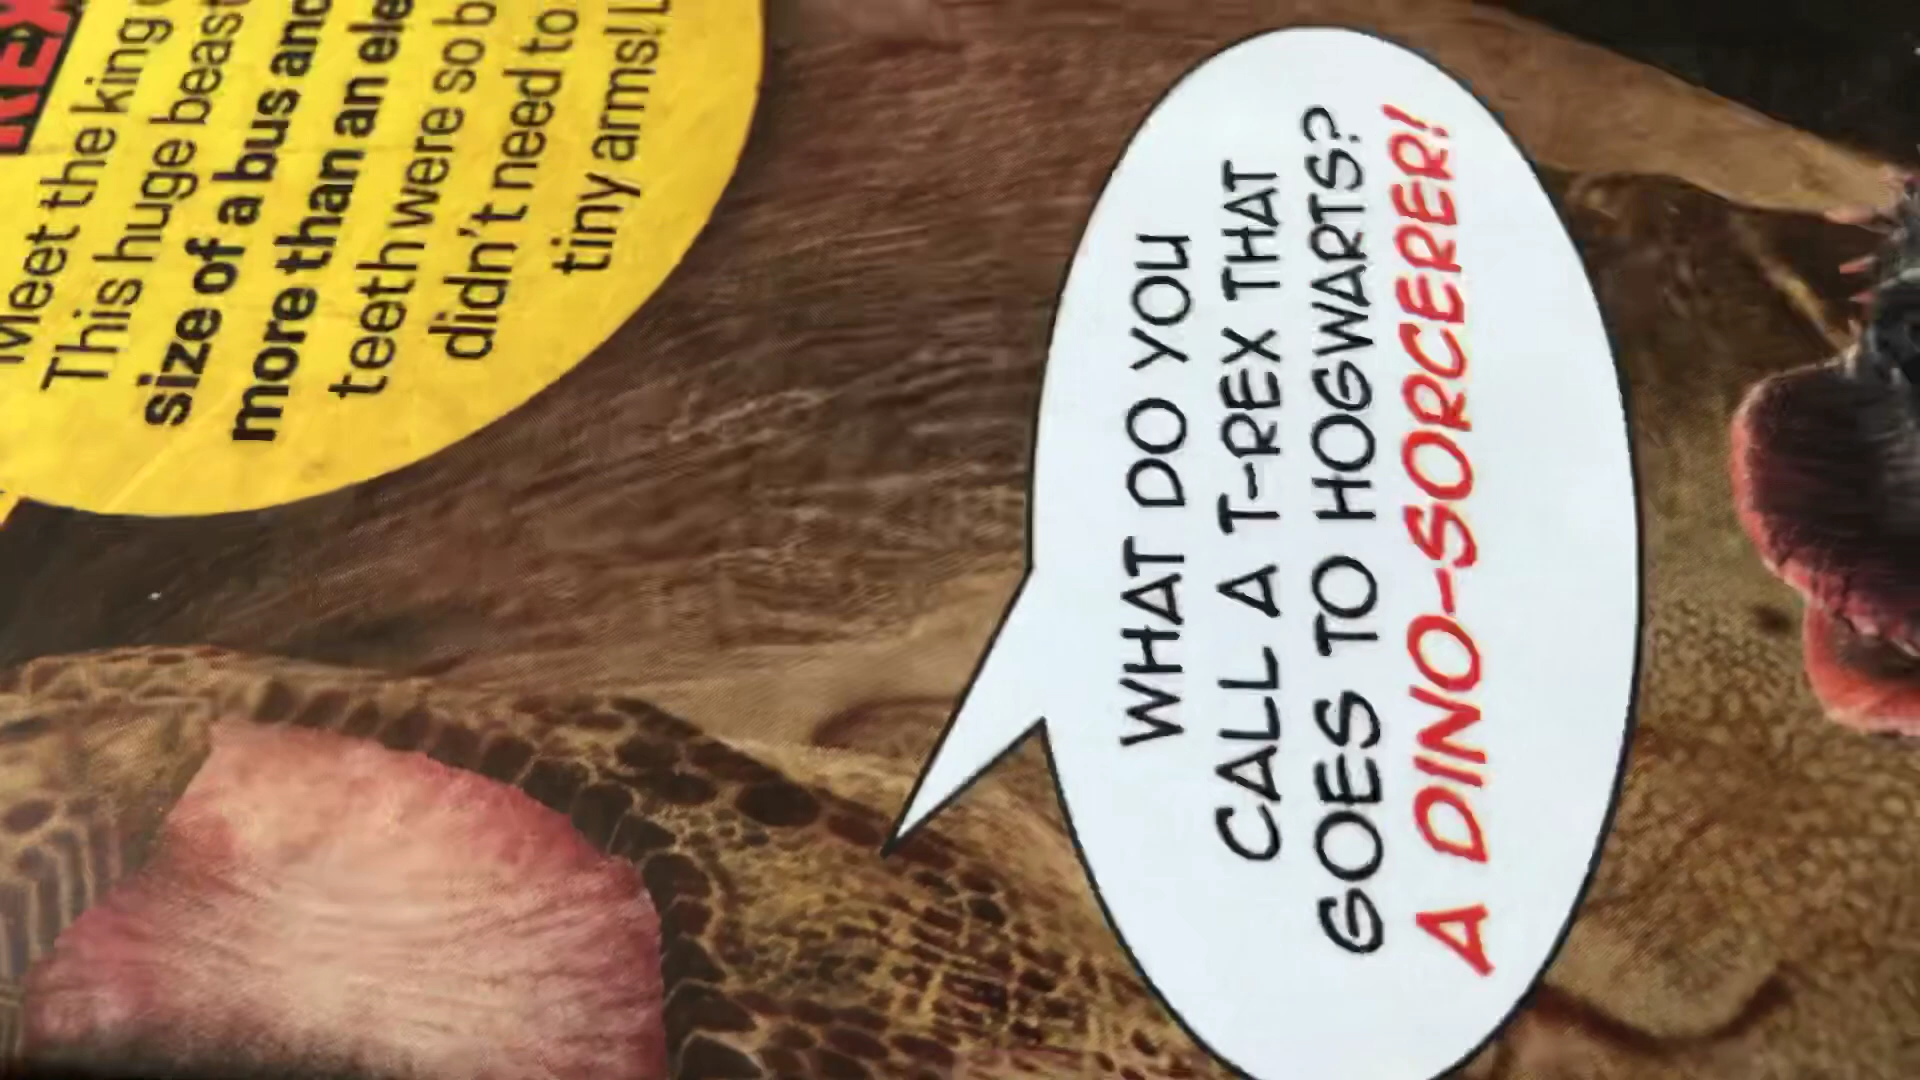 REX
Meet the king
This huge beast
size of a bus and
more than an ele
teeth were so b
didn't need to
tiny arms!
WHAT DO YOU
CALL A T-REX THAT
GOES TO HOGWARTS?
A DINO-SORCERER!